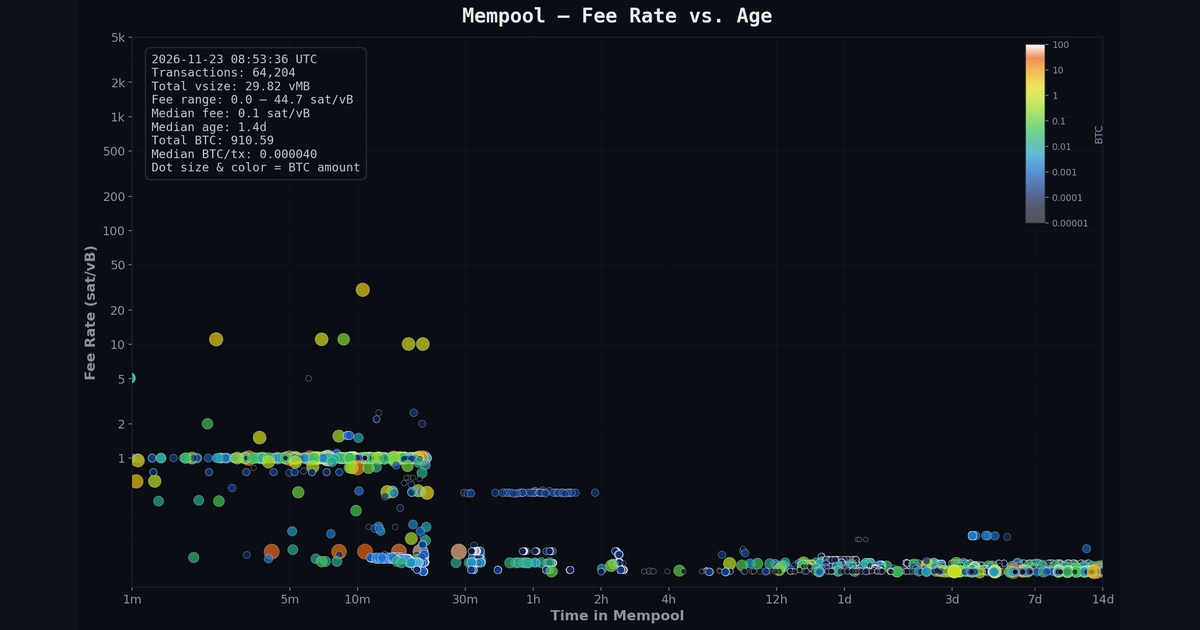 Mempool — Fee Rate vs. Age
2026-11-23 08:53:36 UTC
Transactions: 64,204
Total vsize: 29.82 vMB
Fee range: 0.0 – 44.7 sat/vB
Median fee: 0.1 sat/vB
Median age: 1.4d
Total BTC: 910.59
Median BTC/tx: 0.000040
Dot size & color = BTC amount
5k
2k
1k
500
200
100
50
20
10
5
2
1
Fee Rate (sat/vB)
100
10
1
0.1
0.01
0.001
0.0001
0.00001
BTC
1m
5m
10m
30m
1h
2h
4h
12h
1d
3d
7d
14d
Time in Mempool